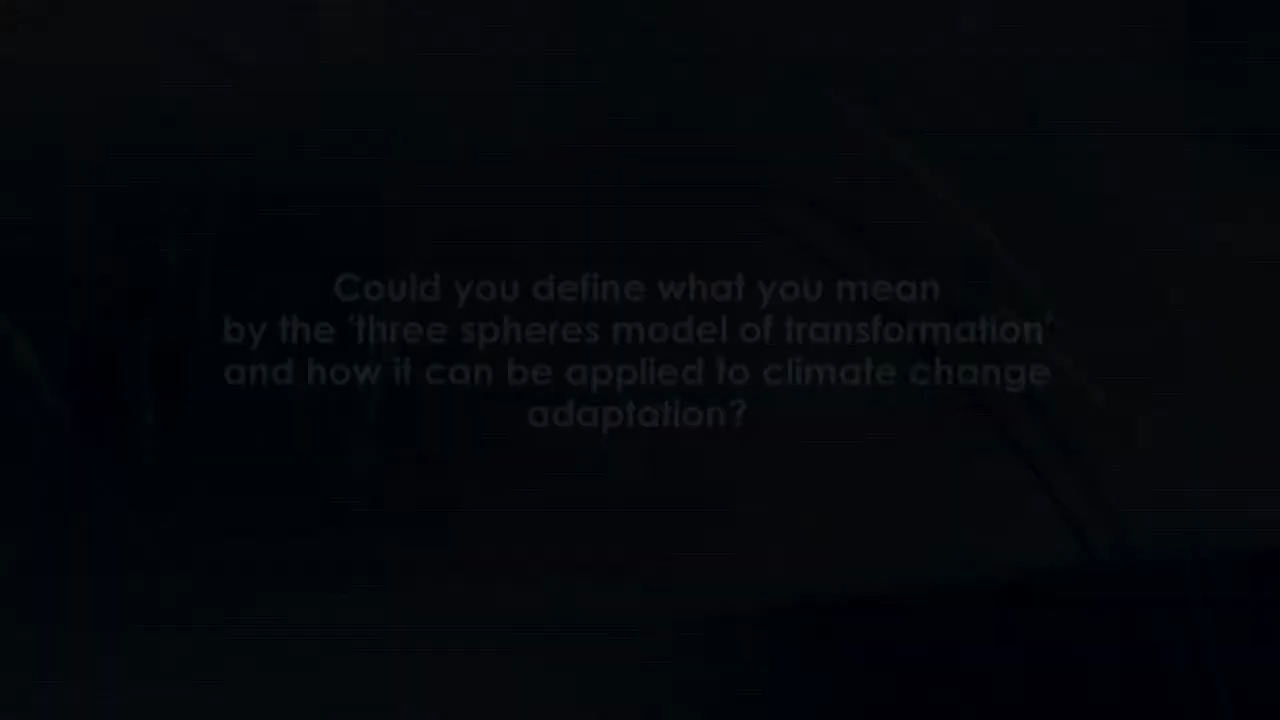 Could you define what you mean
by the 'three spheres model of transformation'
and how it can be applied to climate change
adaptation?